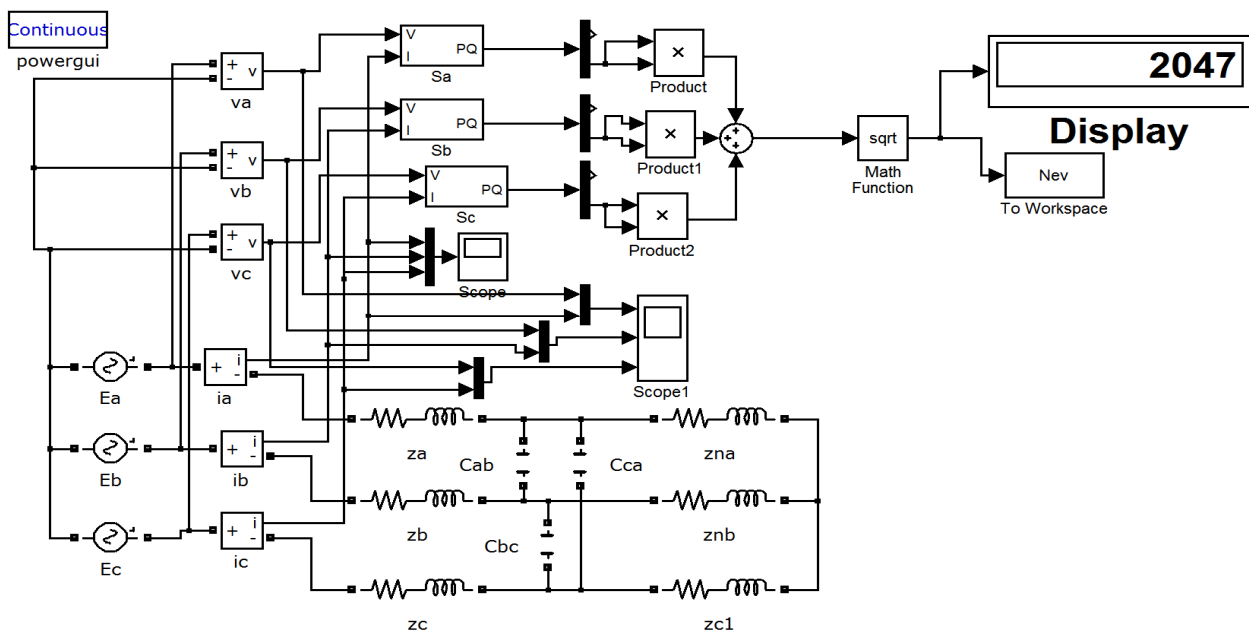 Continuous
powergui
+
-
v
va
V
I
PQ
Sa
×
Product
2047
Display
+
-
v
vb
V
I
PQ
Sb
×
Product1
+
+
+
sqrt
Math
Function
Nev
To Workspace
+
-
v
vc
V
I
PQ
Sc
×
Product2
Scope
Scope1
Ea
+
i
-
ia
za
zna
Cab
Cca
Eb
+
i
-
ib
zb
znb
Cbc
Ec
+
i
-
ic
zc
zc1